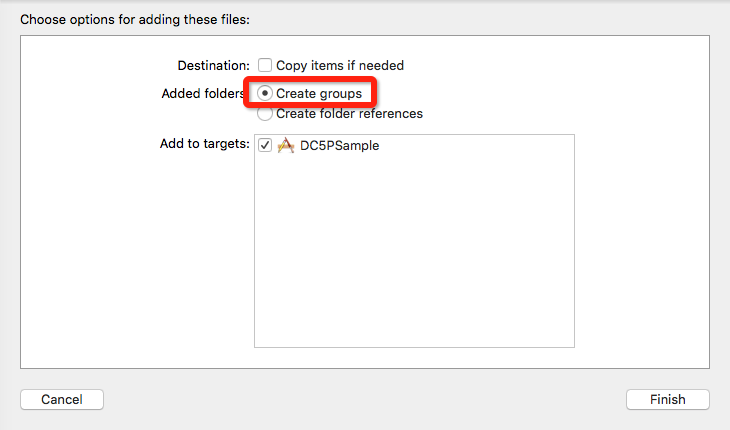 Choose options for adding these files:
Destination: Copy items if needed
Added folders Create groups
Create folder references
Add to targets: DC5PSample
Cancel Finish